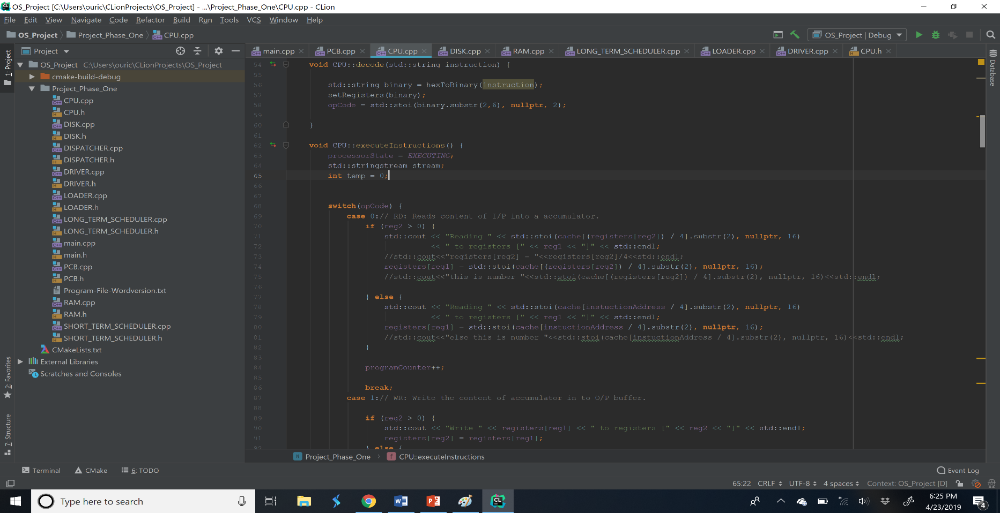 OS_Project [C:\Users\ouric\CLionProjects\OS_Project] - ...\Project_Phase_One\CPU.cpp - CLion
File Edit View Navigate Code Refactor Build Run Tools VCS Window Help
OS_Project Project_Phase_One CPU.cpp OS_Project | Debug
Project main.cpp PCB.cpp CPU.cpp DISK.cpp RAM.cpp LONG_TERM_SCHEDULER.cpp LOADER.cpp DRIVER.cpp CPU.h
1: Project
2: Favorites
7: Structure
OS_Project C:\Users\ouric\CLionProjects\OS_Project
cmake-build-debug
Project_Phase_One
CPU.cpp
CPU.h
DISK.cpp
DISK.h
DISPATCHER.cpp
DISPATCHER.h
DRIVER.cpp
DRIVER.h
LOADER.cpp
LOADER.h
LONG_TERM_SCHEDULER.cpp
LONG_TERM_SCHEDULER.h
main.cpp
main.h
PCB.cpp
PCB.h
Program-File-Wordversion.txt
RAM.cpp
RAM.h
SHORT_TERM_SCHEDULER.cpp
SHORT_TERM_SCHEDULER.h
CMakeLists.txt
External Libraries
Scratches and Consoles
54 void CPU::decode(std::string instruction) {
55
56 std::string binary = hexToBinary(instruction);
57 setRegisters(binary);
58 opCode = std::stoi(binary.substr(2,6), nullptr, 2);
59
60 }
61
62 void CPU::executeInstructions() {
63 processorState = EXECUTING;
64 std::stringstream stream;
65 int temp = 0;
66
67
68 switch(opCode) {
69 case 0:// RD: Reads content of I/P into a accumulator.
70 if (reg2 > 0) {
71 std::cout << "Reading " << std::stoi(cache[(registers[reg2]) / 4].substr(2), nullptr, 16)
72 << " to registers [" << reg1 << "]" << std::endl;
73 //std::cout<<"registers[reg2] = "<<registers[reg2]/4<<std::endl;
74 registers[reg1] = std::stoi(cache[(registers[reg2]) / 4].substr(2), nullptr, 16);
75 //std::cout<<"this is number "<<std::stoi(cache[(registers[reg2]) / 4].substr(2), nullptr, 16)<<std::endl;
76
77 } else {
78 std::cout << "Reading " << std::stoi(cache[instuctionAddress / 4].substr(2), nullptr, 16)
79 << " to registers [" << reg1 << "]" << std::endl;
80 registers[reg1] = std::stoi(cache[instuctionAddress / 4].substr(2), nullptr, 16);
81 //std::cout<<"else this is number "<<std::stoi(cache[instuctionAddress / 4].substr(2), nullptr, 16)<<std::endl;
82 }
83
84 programCounter++;
85
86 break;
87 case 1:// WR: Write the content of accumulator in to O/P buffer.
88
89 if (reg2 > 0) {
90 std::cout << "Write " << registers[reg1] << " to registers [" << reg2 << "]" << std::endl;
91 registers[reg2] = registers[reg1];
92 } else {
Database
Project_Phase_One CPU::executeInstructions
Terminal CMake 6: TODO Event Log
65:22 CRLF UTF-8 4 spaces Context: OS_Project [D]
Type here to search
6:25 PM
4/23/2019
4